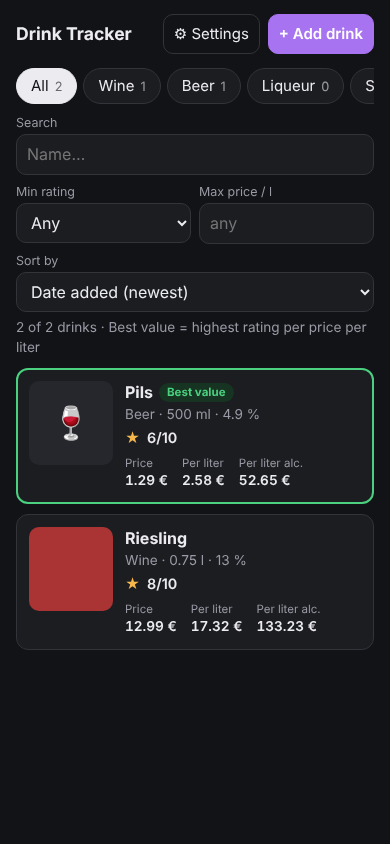 Drink Tracker
⚙ Settings
+ Add drink
All 2
Wine 1
Beer 1
Liqueur 0
S
Search
Name...
Min rating
Max price / l
Any
any
Sort by
Date added (newest)
2 of 2 drinks · Best value = highest rating per price per
liter
Pils Best value
Beer · 500 ml · 4.9 %
★ 6/10
Price Per liter Per liter alc.
1.29 € 2.58 € 52.65 €
Riesling
Wine · 0.75 l · 13 %
★ 8/10
Price Per liter Per liter alc.
12.99 € 17.32 € 133.23 €